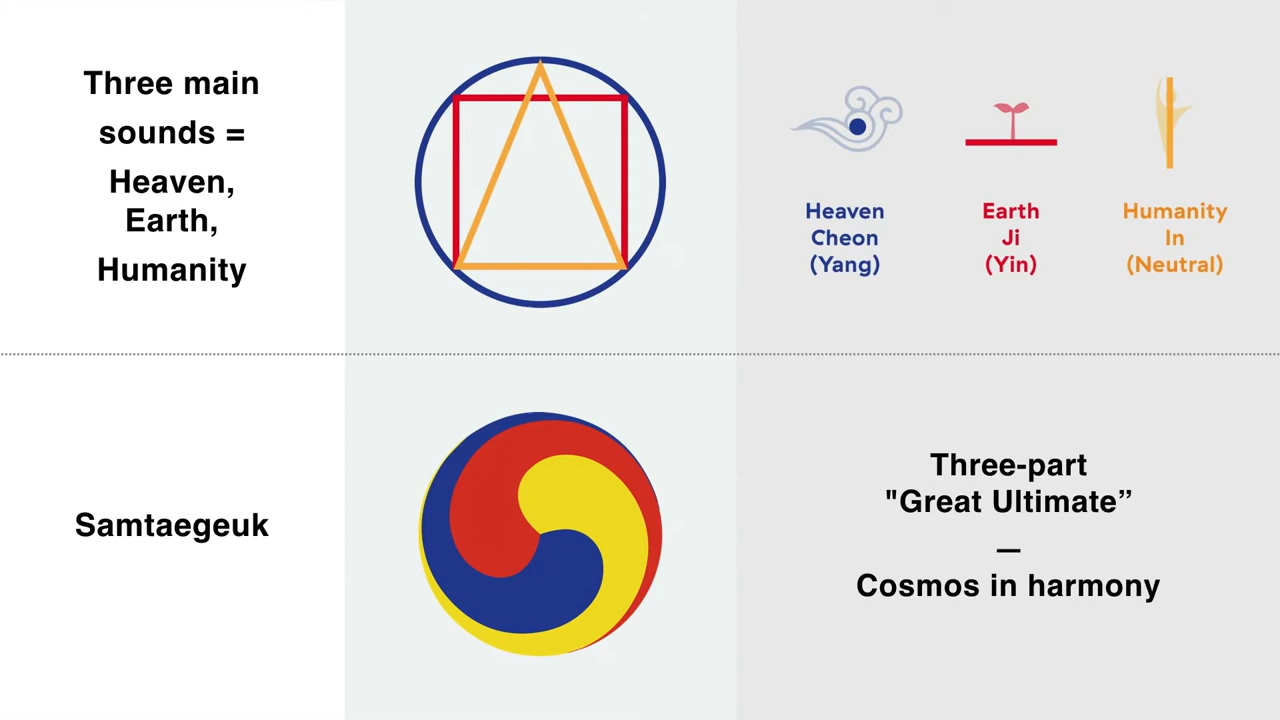 Three main
sounds =
Heaven,
Earth,
Humanity
Heaven
Cheon
(Yang)
Earth
Ji
(Yin)
Humanity
In
(Neutral)
Samtaegeuk
Three-part
"Great Ultimate”
—
Cosmos in harmony